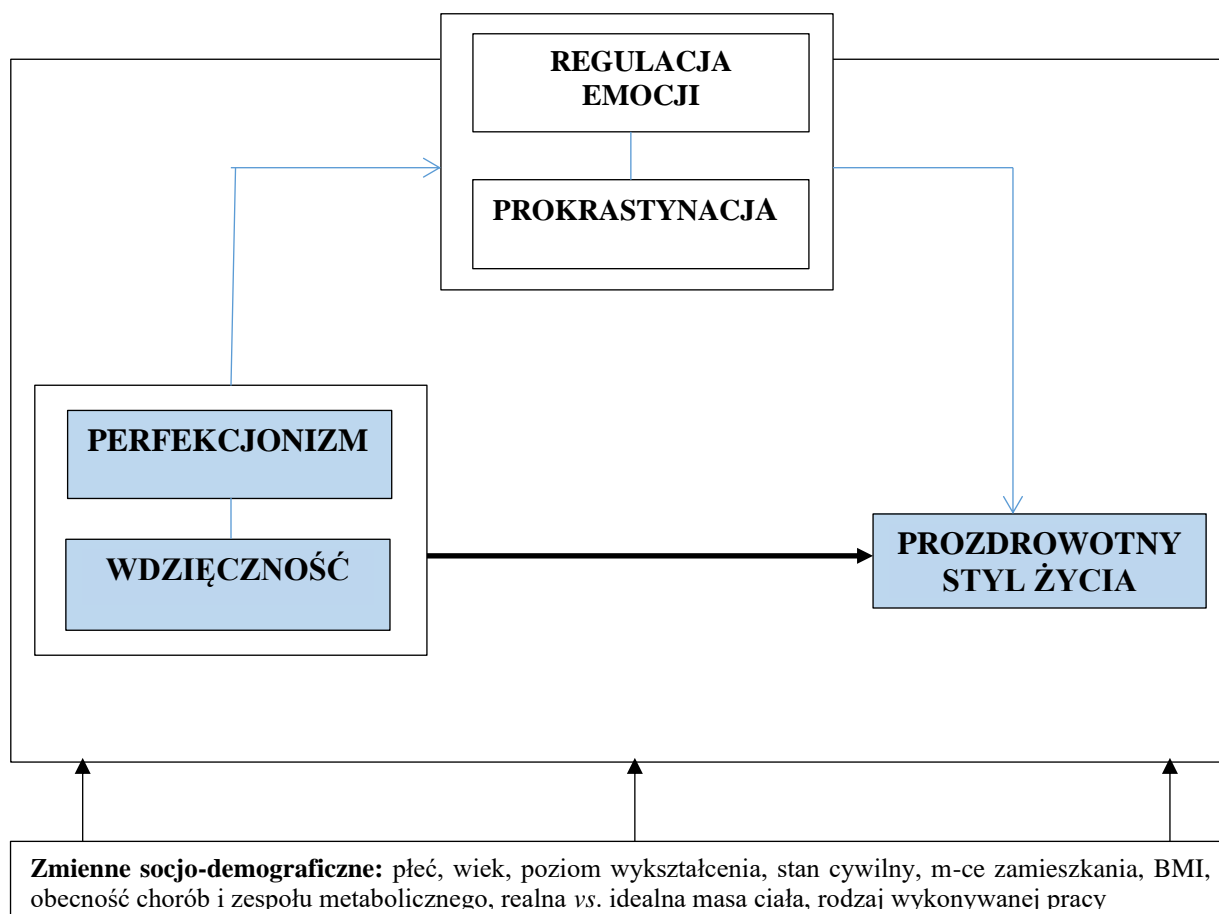 REGULACJA
EMOCJI
PROKRASTYNACJA
PERFEKCJONIZM
WDZIĘCZNOŚĆ
PROZDROWOTNY
STYL ŻYCIA
Zmienne socjo-demograficzne: płeć, wiek, poziom wykształcenia, stan cywilny, m-ce zamieszkania, BMI,
obecność chorób i zespołu metabolicznego, realna vs. idealna masa ciała, rodzaj wykonywanej pracy